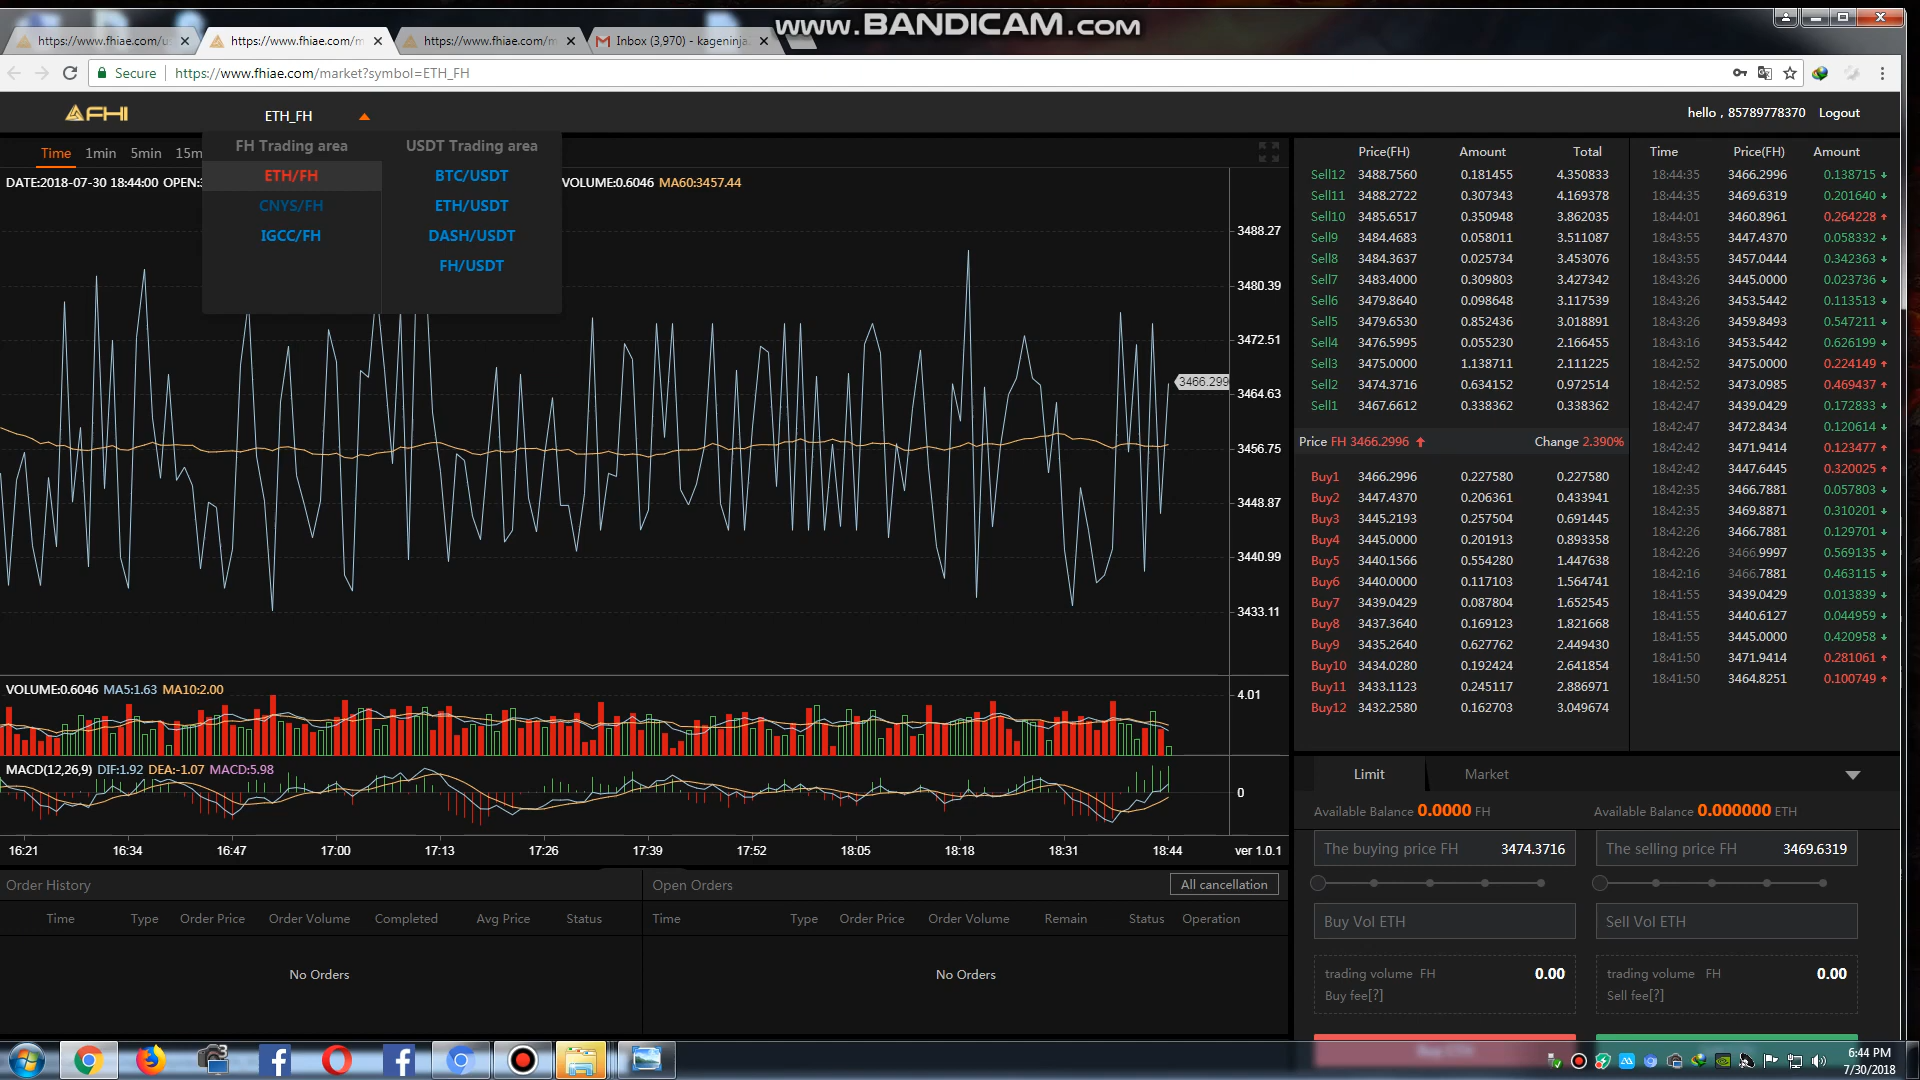 www.BANDICAM.com
https://www.fhiae.com/u
https://www.fhiae.com/m
https://www.fhiae.com/m
Inbox (3,970) - kageninja.
Secure
https://www.fhiae.com/market?symbol=ETH_FH
FHI
ETH_FH
hello , 85789778370 Logout
FH Trading area
USDT Trading area
ETH/FH
BTC/USDT
CNYS/FH
ETH/USDT
IGCC/FH
DASH/USDT
FH/USDT
Time 1min 5min 15m
DATE:2018-07-30 18:44:00 OPEN:3
VOLUME:0.6046 MA60:3457.44
3488.27
3480.39
3472.51
3466.299
3464.63
3456.75
3448.87
3440.99
3433.11
VOLUME:0.6046 MA5:1.63 MA10:2.00
4.01
MACD(12,26,9) DIF:1.92 DEA:-1.07 MACD:5.98
0
16:21 16:34 16:47 17:00 17:13 17:26 17:39 17:52 18:05 18:18 18:31 18:44 ver 1.0.1
Price(FH) Amount Total
Sell12 3488.7560 0.181455 4.350833
Sell11 3488.2722 0.307343 4.169378
Sell10 3485.6517 0.350948 3.862035
Sell9 3484.4683 0.058011 3.511087
Sell8 3484.3637 0.025734 3.453076
Sell7 3483.4000 0.309803 3.427342
Sell6 3479.8640 0.098648 3.117539
Sell5 3479.6530 0.852436 3.018891
Sell4 3476.5995 0.055230 2.166455
Sell3 3475.0000 1.138711 2.111225
Sell2 3474.3716 0.634152 0.972514
Sell1 3467.6612 0.338362 0.338362
Price FH 3466.2996 Change 2.390%
Buy1 3466.2996 0.227580 0.227580
Buy2 3447.4370 0.206361 0.433941
Buy3 3445.2193 0.257504 0.691445
Buy4 3445.0000 0.201913 0.893358
Buy5 3440.1566 0.554280 1.447638
Buy6 3440.0000 0.117103 1.564741
Buy7 3439.0429 0.087804 1.652545
Buy8 3437.3640 0.169123 1.821668
Buy9 3435.2640 0.627762 2.449430
Buy10 3434.0280 0.192424 2.641854
Buy11 3433.1123 0.245117 2.886971
Buy12 3432.2580 0.162703 3.049674
Time Price(FH) Amount
18:44:35 3466.2996 0.138715
18:44:35 3469.6319 0.201640
18:44:01 3460.8961 0.264228
18:43:55 3447.4370 0.058332
18:43:55 3457.0444 0.342363
18:43:26 3445.0000 0.023736
18:43:26 3453.5442 0.113513
18:43:26 3459.8493 0.547211
18:43:16 3453.5442 0.626199
18:42:52 3475.0000 0.224149
18:42:52 3473.0985 0.469437
18:42:47 3439.0429 0.172833
18:42:47 3472.8434 0.120614
18:42:42 3471.9414 0.123477
18:42:42 3447.6445 0.320025
18:42:35 3466.7881 0.057803
18:42:35 3469.8871 0.310201
18:42:26 3466.7881 0.129701
18:42:26 3466.9997 0.569135
18:42:16 3466.7881 0.463115
18:41:55 3439.0429 0.013839
18:41:55 3440.6127 0.044959
18:41:55 3445.0000 0.420958
18:41:50 3471.9414 0.281061
18:41:50 3464.8251 0.100749
Limit Market
Available Balance 0.0000 FH
Available Balance 0.000000 ETH
The buying price FH 3474.3716
The selling price FH 3469.6319
Buy Vol ETH
Sell Vol ETH
trading volume FH 0.00
Buy fee[?]
trading volume FH 0.00
Sell fee[?]
Order History
Time Type Order Price Order Volume Completed Avg Price Status
No Orders
Open Orders
All cancellation
Time Type Order Price Order Volume Remain Status Operation
No Orders
6:44 PM
7/30/2018